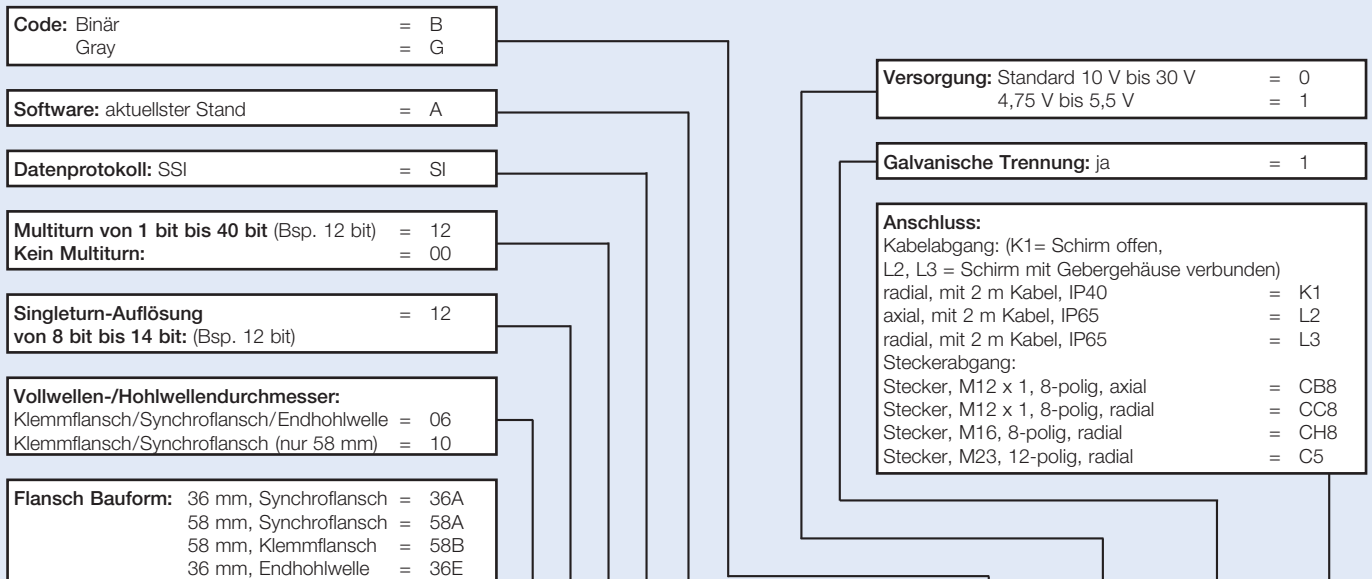 Code: Binär = B
Gray = G
Software: aktuellster Stand = A
Datenprotokoll: SSI = SI
Multiturn von 1 bit bis 40 bit (Bsp. 12 bit) = 12
Kein Multiturn: = 00
Singleturn-Auflösung = 12
von 8 bit bis 14 bit: (Bsp. 12 bit)
Vollwellen-/Hohlwellendurchmesser:
Klemmflansch/Synchroflansch/Endhohlwelle = 06
Klemmflansch/Synchroflansch (nur 58 mm) = 10
Flansch Bauform: 36 mm, Synchroflansch = 36A
58 mm, Synchroflansch = 58A
58 mm, Klemmflansch = 58B
36 mm, Endhohlwelle = 36E
Versorgung: Standard 10 V bis 30 V = 0
4,75 V bis 5,5 V = 1
Galvanische Trennung: ja = 1
Anschluss:
Kabelabgang: (K1= Schirm offen,
L2, L3 = Schirm mit Gebergehäuse verbunden)
radial, mit 2 m Kabel, IP40 = K1
axial, mit 2 m Kabel, IP65 = L2
radial, mit 2 m Kabel, IP65 = L3
Steckerabgang:
Stecker, M12 x 1, 8-polig, axial = CB8
Stecker, M12 x 1, 8-polig, radial = CC8
Stecker, M16, 8-polig, radial = CH8
Stecker, M23, 12-polig, radial = C5